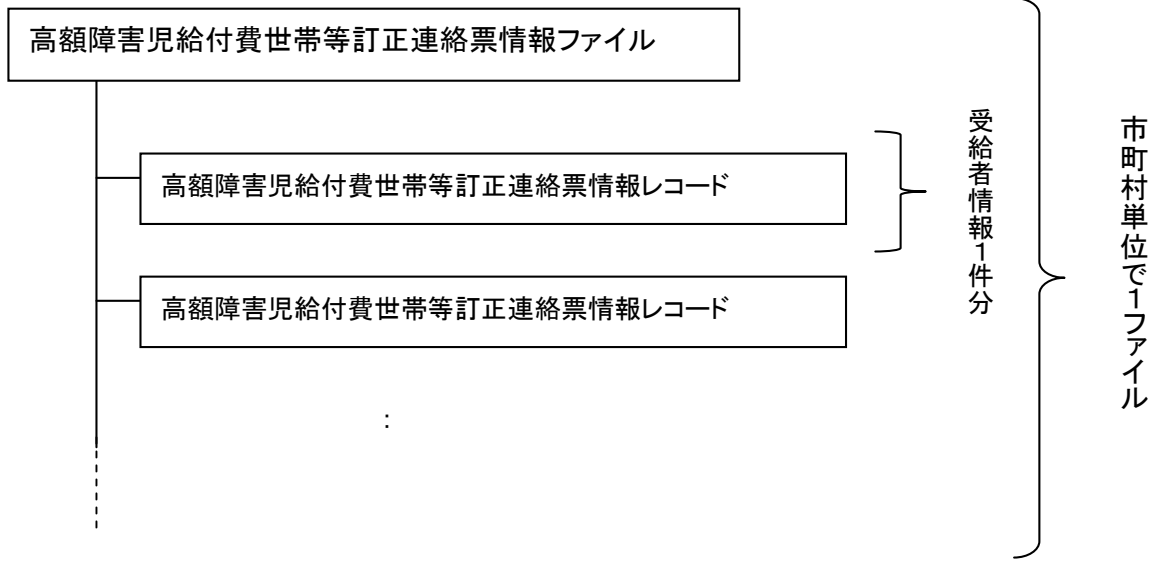 高額障害児給付費世帯等訂正連絡票情報ファイル
高額障害児給付費世帯等訂正連絡票情報レコード
高額障害児給付費世帯等訂正連絡票情報レコード
:
受給者情報1件分
市町村単位で1ファイル